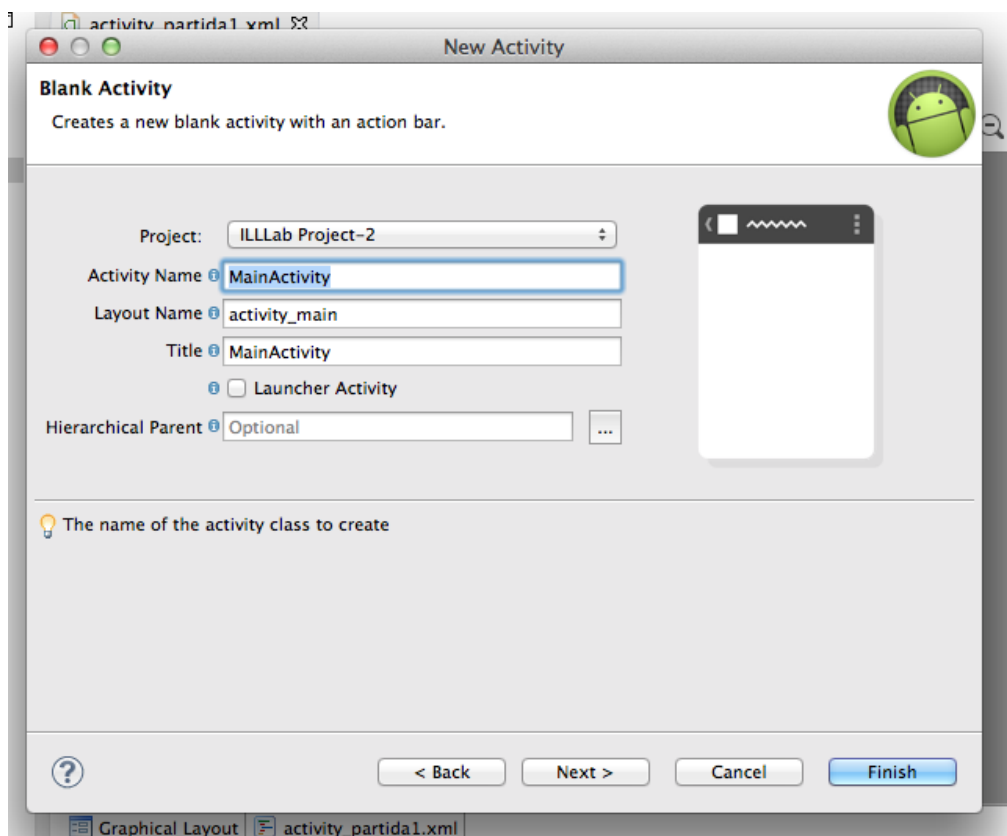 activity_partida1.xml
New Activity
Blank Activity
Creates a new blank activity with an action bar.
Project: ILLLab Project-2
Activity Name MainActivity
Layout Name activity_main
Title MainActivity
Launcher Activity
Hierarchical Parent Optional ...
The name of the activity class to create
? < Back Next > Cancel Finish
Graphical Layout activity_partida1.xml